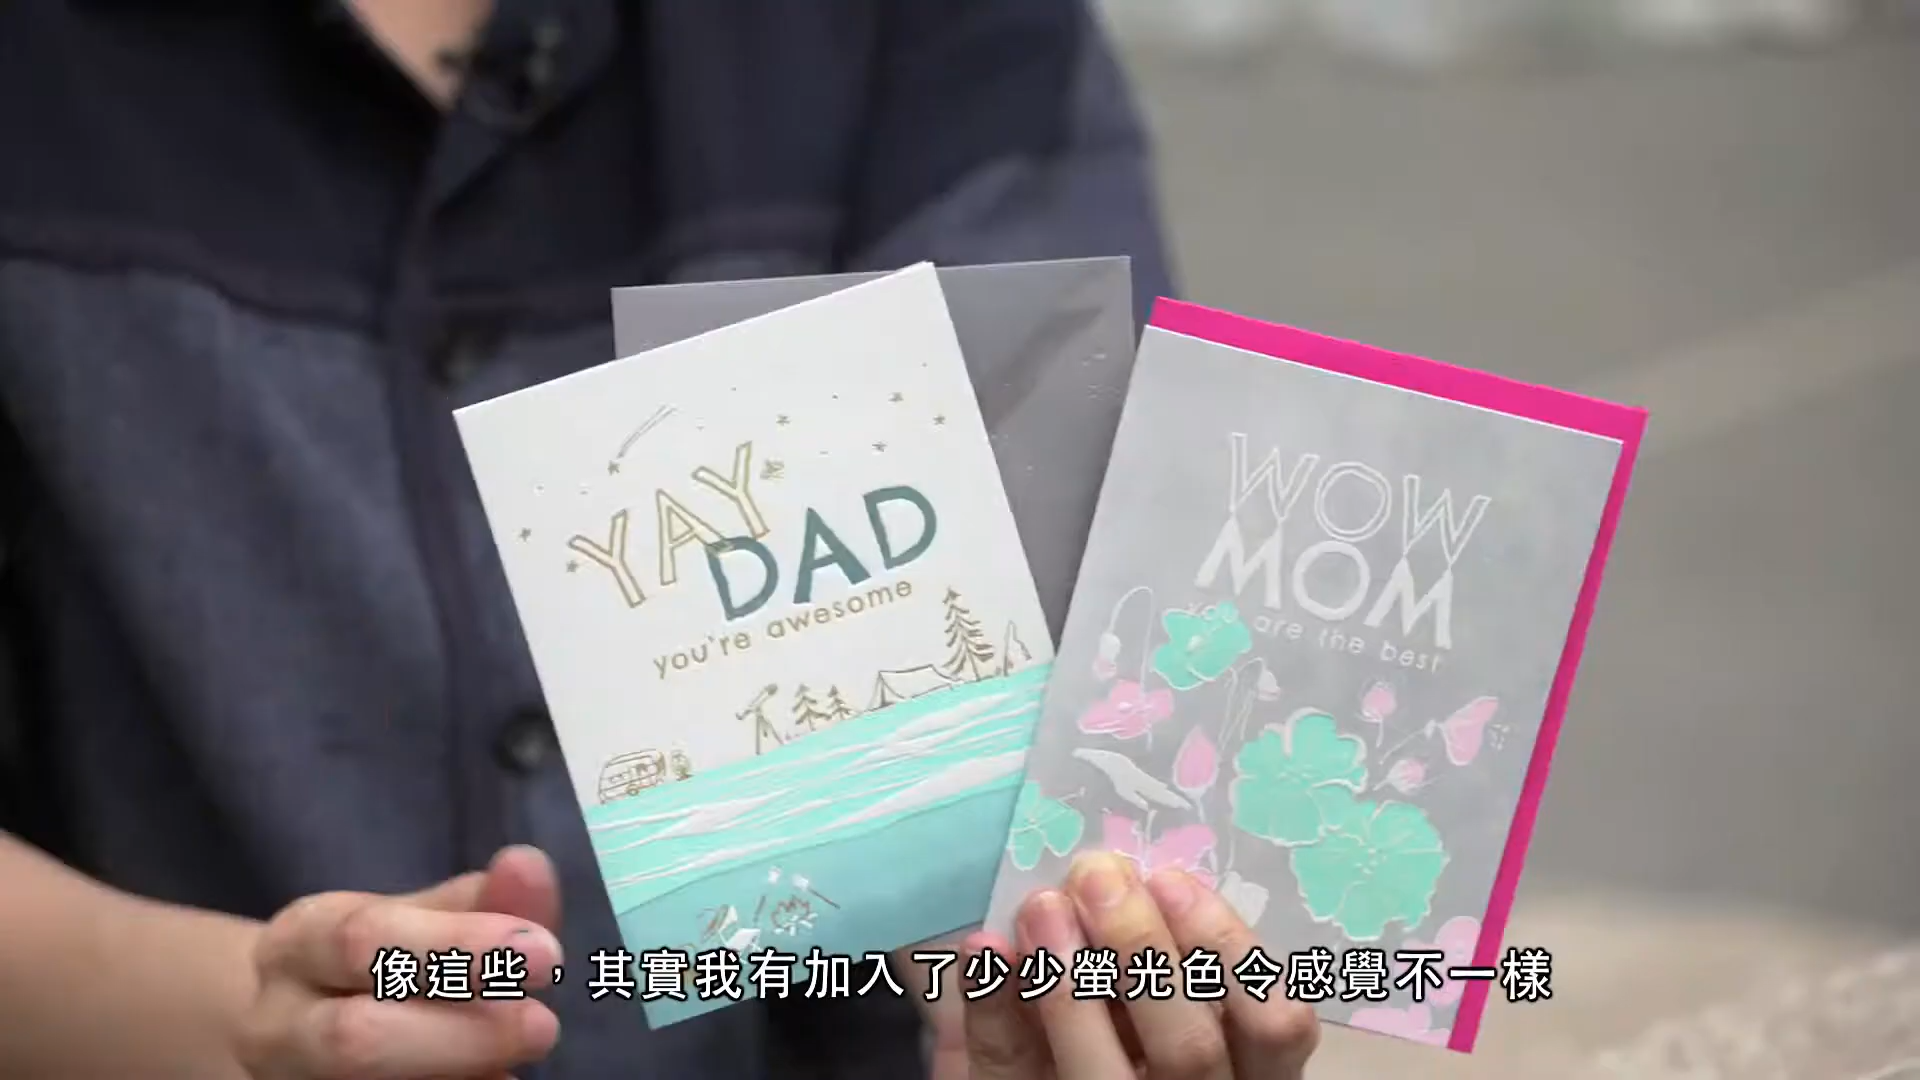 YAY
DAD
you're awesome
WOW
MOM
you are the best
像這些，其實我有加入了少少螢光色令感覺不一樣